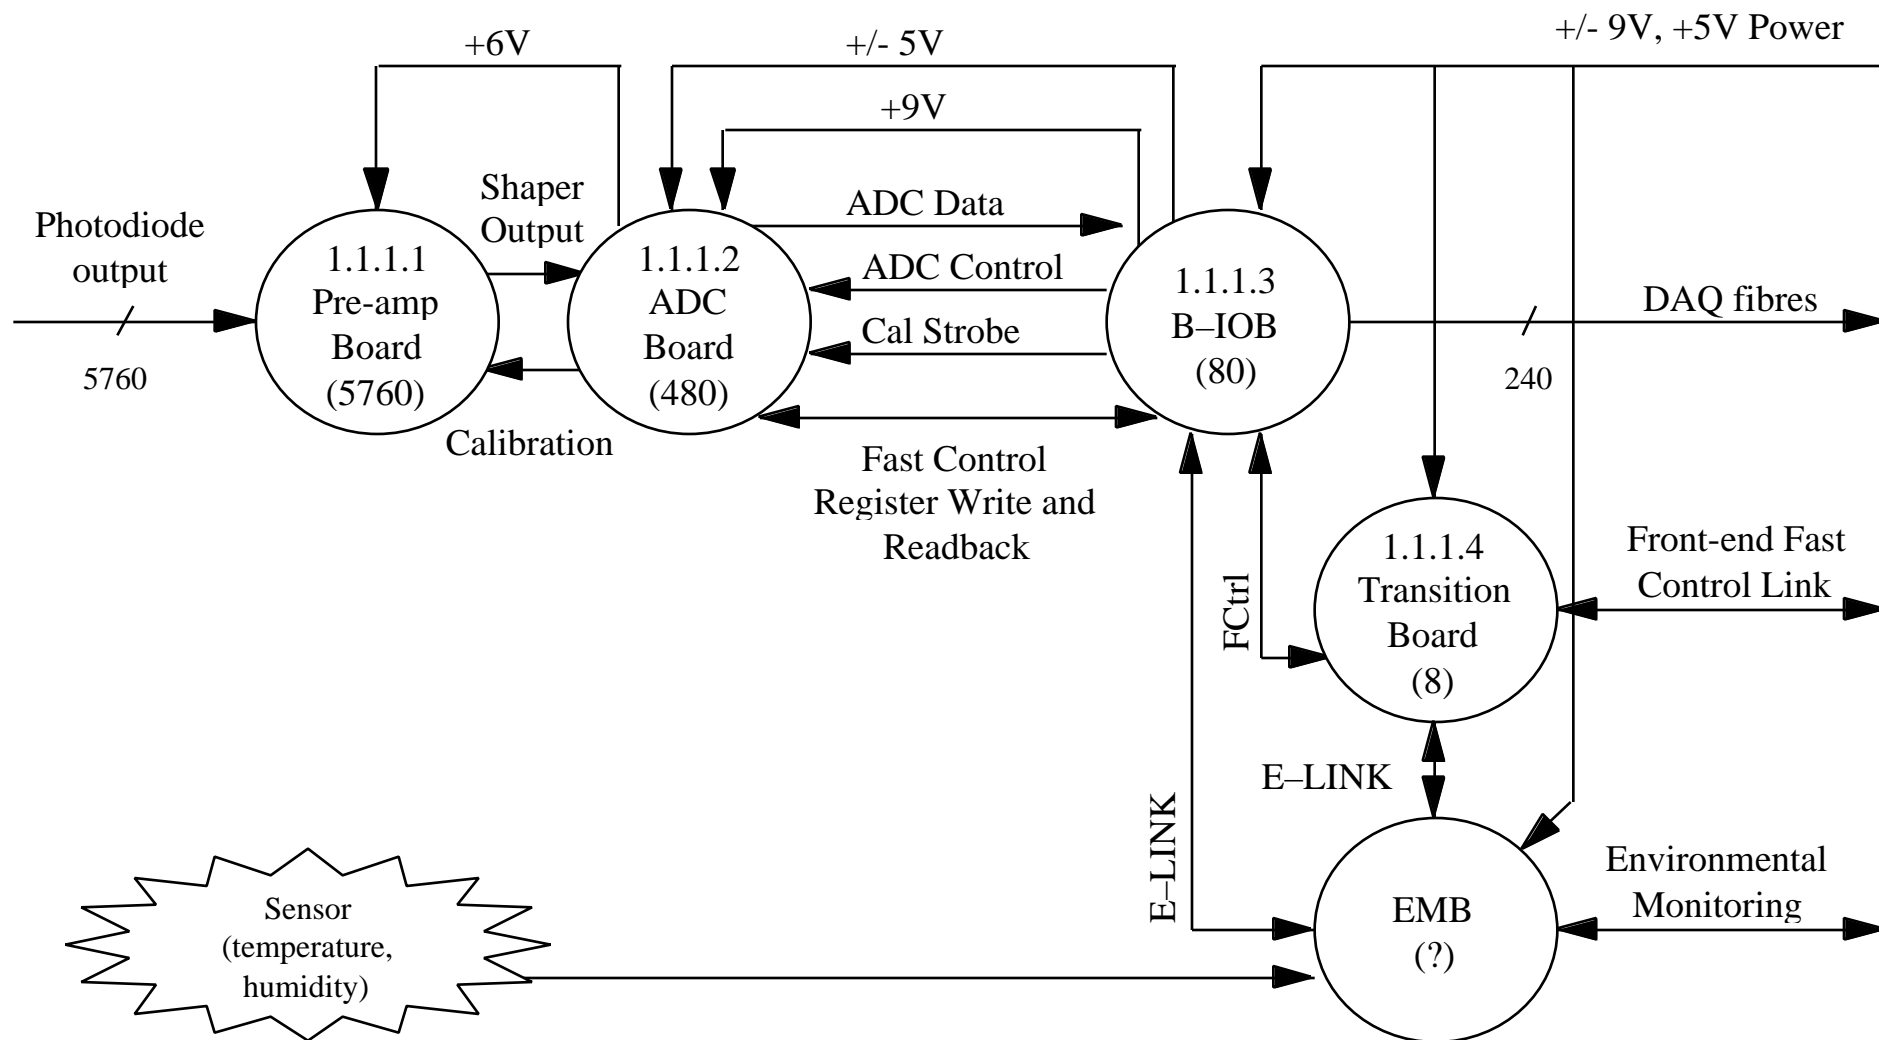 +/- 9V, +5V Power
+6V
+/- 5V
+9V
Photodiode
output
5760
1.1.1.1
Pre-amp
Board
(5760)
Shaper
Output
Calibration
1.1.1.2
ADC
Board
(480)
ADC Data
ADC Control
Cal Strobe
Fast Control
Register Write and
Readback
1.1.1.3
B–IOB
(80)
DAQ fibres
240
FCtrl
1.1.1.4
Transition
Board
(8)
Front-end Fast
Control Link
E–LINK
E–LINK
Sensor
(temperature,
humidity)
EMB
(?)
Environmental
Monitoring